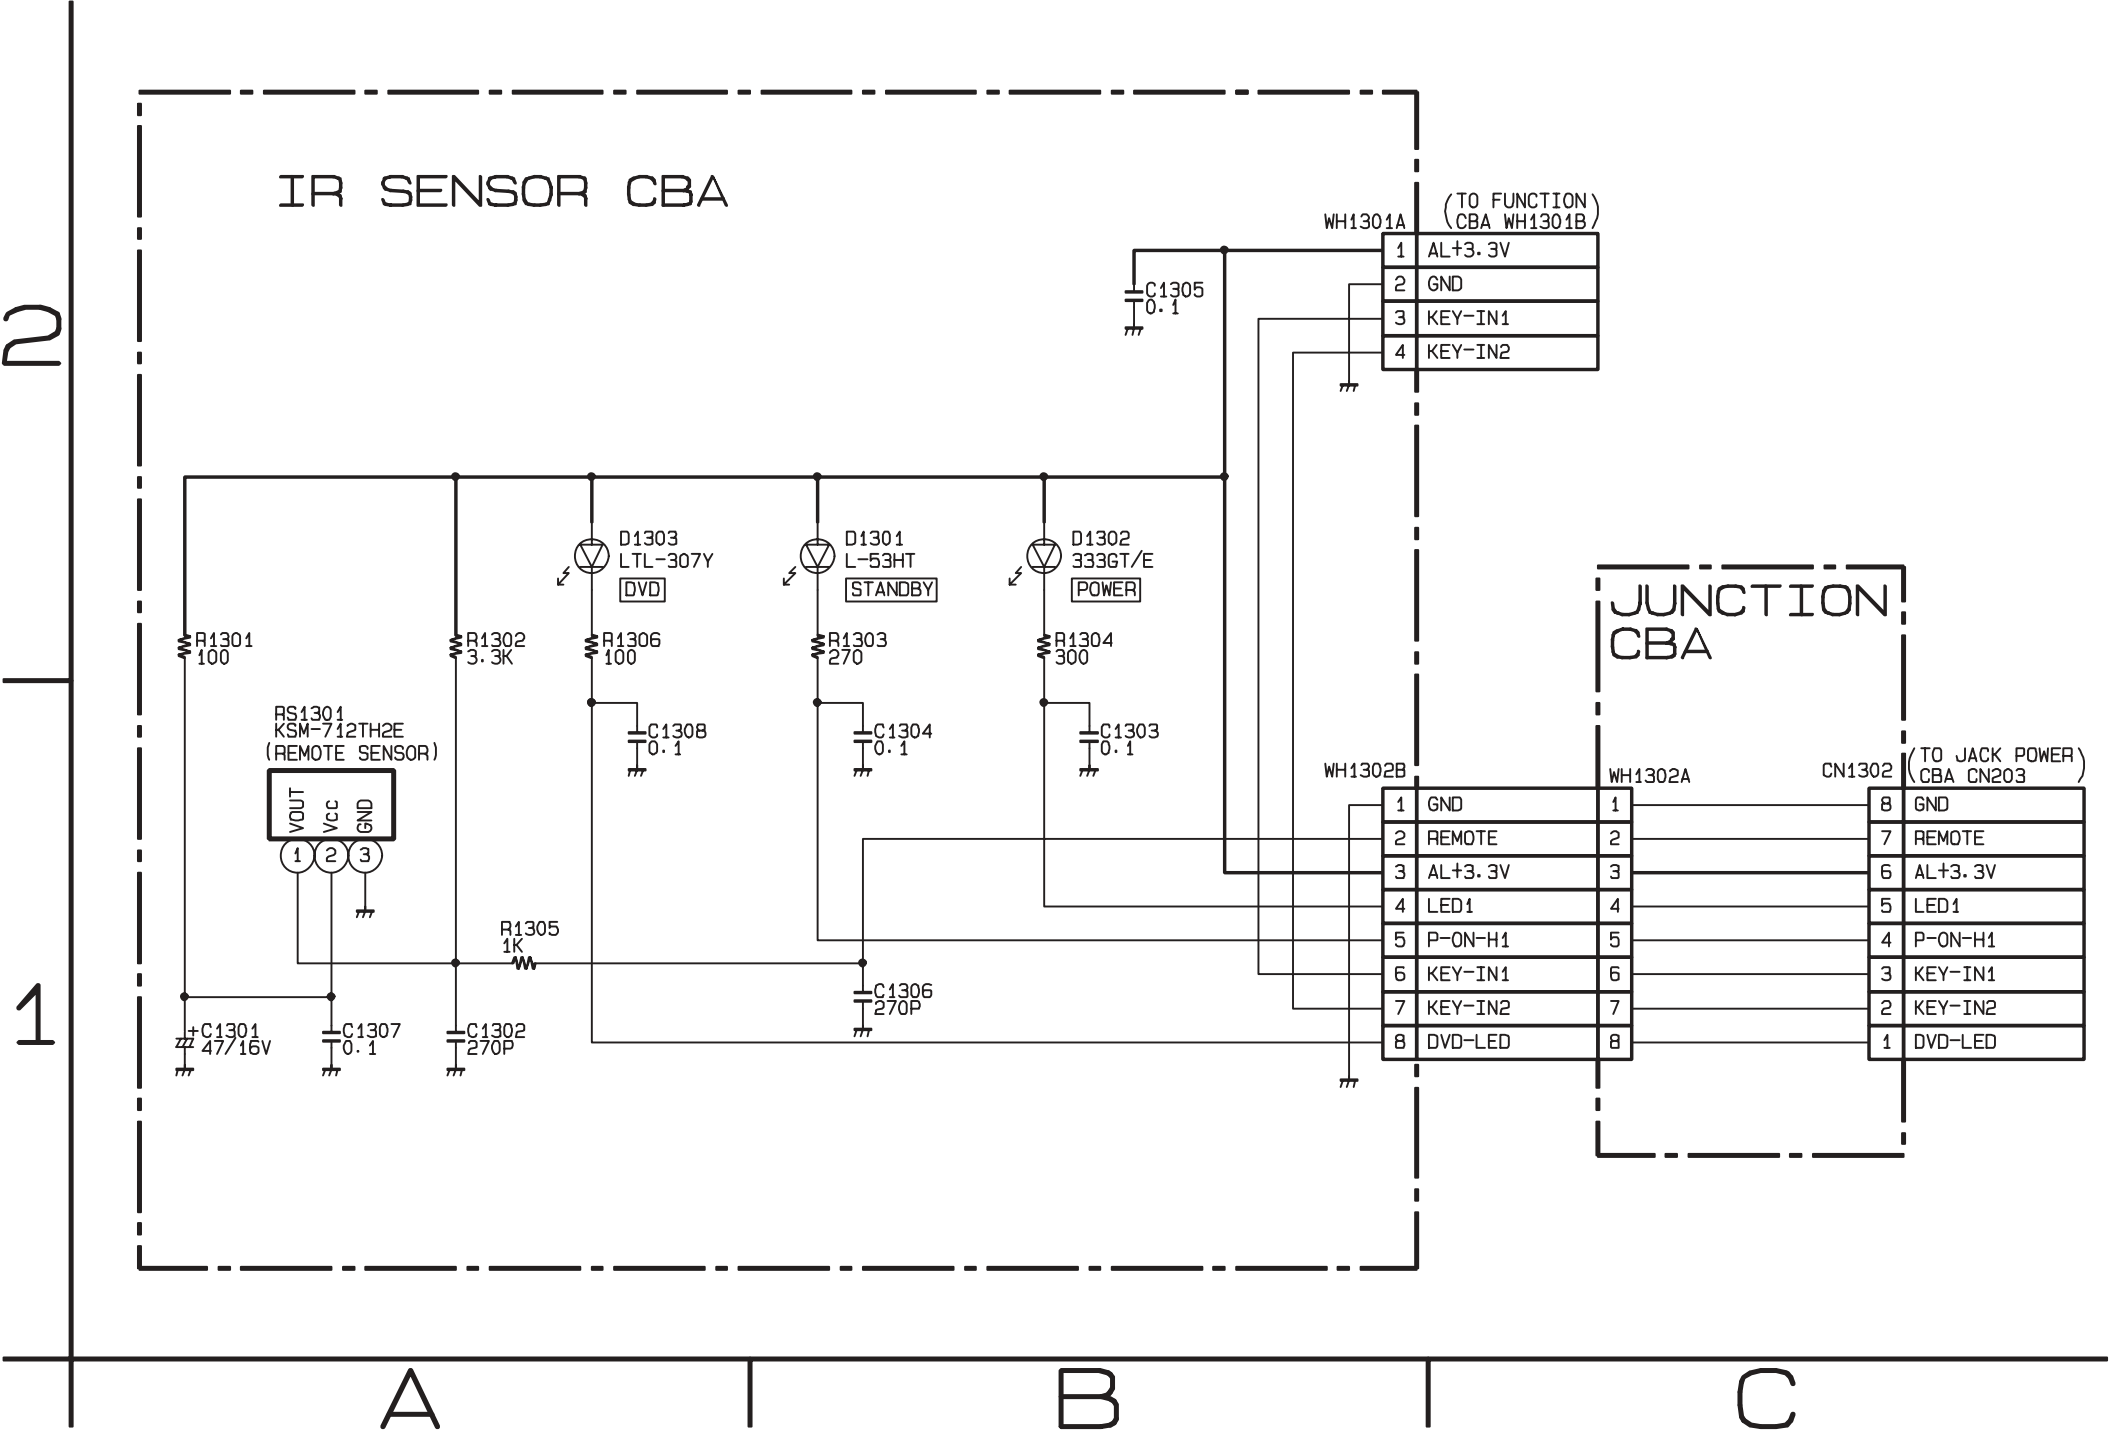 IR SENSOR CBA
WH1301A
(TO FUNCTION
CBA WH1301B)
1 AL+3.3V
2 GND
3 KEY-IN1
4 KEY-IN2
C1305
0.1
2
D1303
LTL-307Y
DVD
D1301
L-53HT
STANDBY
D1302
333GT/E
POWER
R1301
100
R1302
3.3K
R1306
100
R1303
270
R1304
300
JUNCTION
CBA
RS1301
KSM-712TH2E
(REMOTE SENSOR)
VOUT
Vcc
GND
1 2 3
C1308
0.1
C1304
0.1
C1303
0.1
WH1302B
1 GND
2 REMOTE
3 AL+3.3V
4 LED1
5 P-ON-H1
6 KEY-IN1
7 KEY-IN2
8 DVD-LED
WH1302A
1
2
3
4
5
6
7
8
CN1302
(TO JACK POWER
CBA CN203)
8 GND
7 REMOTE
6 AL+3.3V
5 LED1
4 P-ON-H1
3 KEY-IN1
2 KEY-IN2
1 DVD-LED
R1305
1K
1
+C1301
47/16V
C1307
0.1
C1302
270P
C1306
270P
A B C